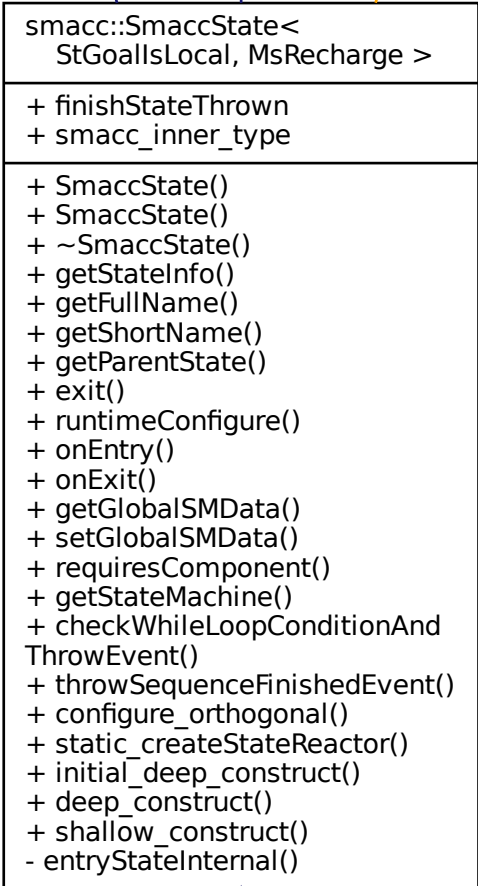 smacc::SmaccState<
StGoalIsLocal, MsRecharge >
+ finishStateThrown
+ smacc_inner_type
+ SmaccState()
+ SmaccState()
+ ~SmaccState()
+ getStateInfo()
+ getFullName()
+ getShortName()
+ getParentState()
+ exit()
+ runtimeConfigure()
+ onEntry()
+ onExit()
+ getGlobalSMData()
+ setGlobalSMData()
+ requiresComponent()
+ getStateMachine()
+ checkWhileLoopConditionAnd
ThrowEvent()
+ throwSequenceFinishedEvent()
+ configure_orthogonal()
+ static_createStateReactor()
+ initial_deep_construct()
+ deep_construct()
+ shallow_construct()
- entryStateInternal()